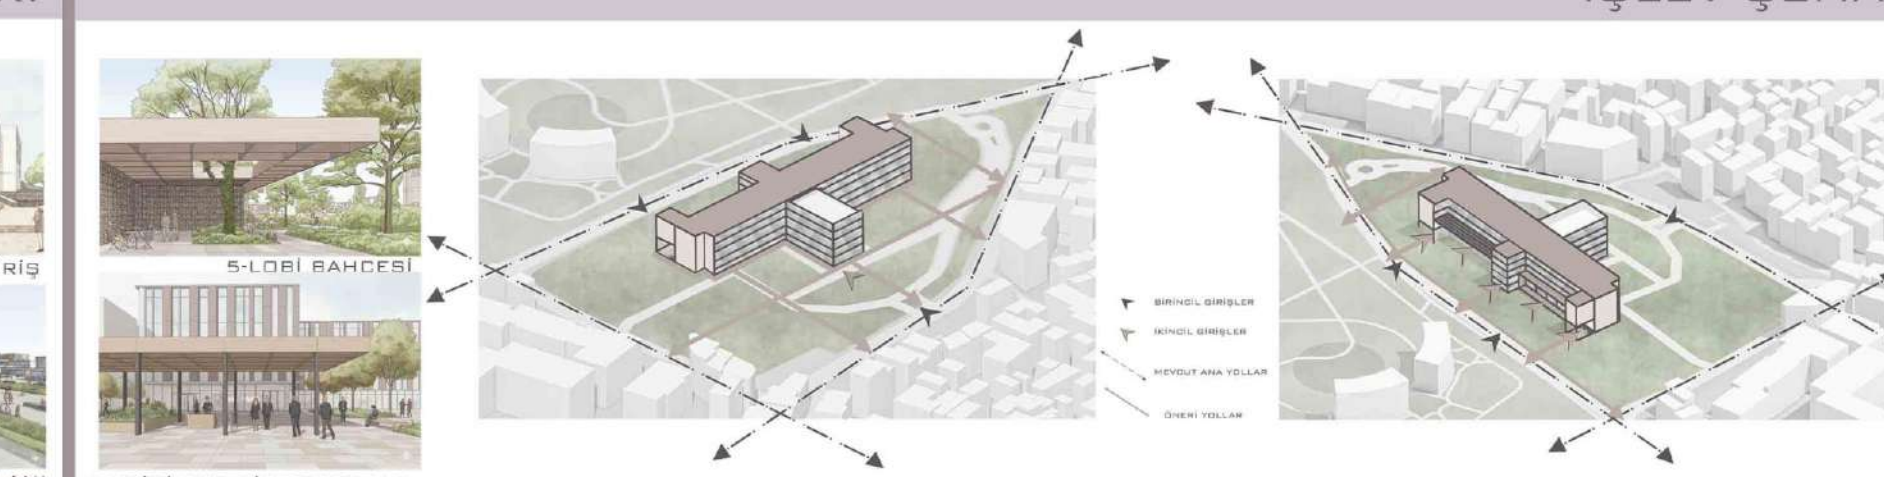 RİŞ
5-LOBİ BAHCESİ
BİRİNCİL GİRİŞLER
İKİNCİL GİRİŞLER
MEVCUT ANA YOLLAR
ÖNERİ YOLLAR